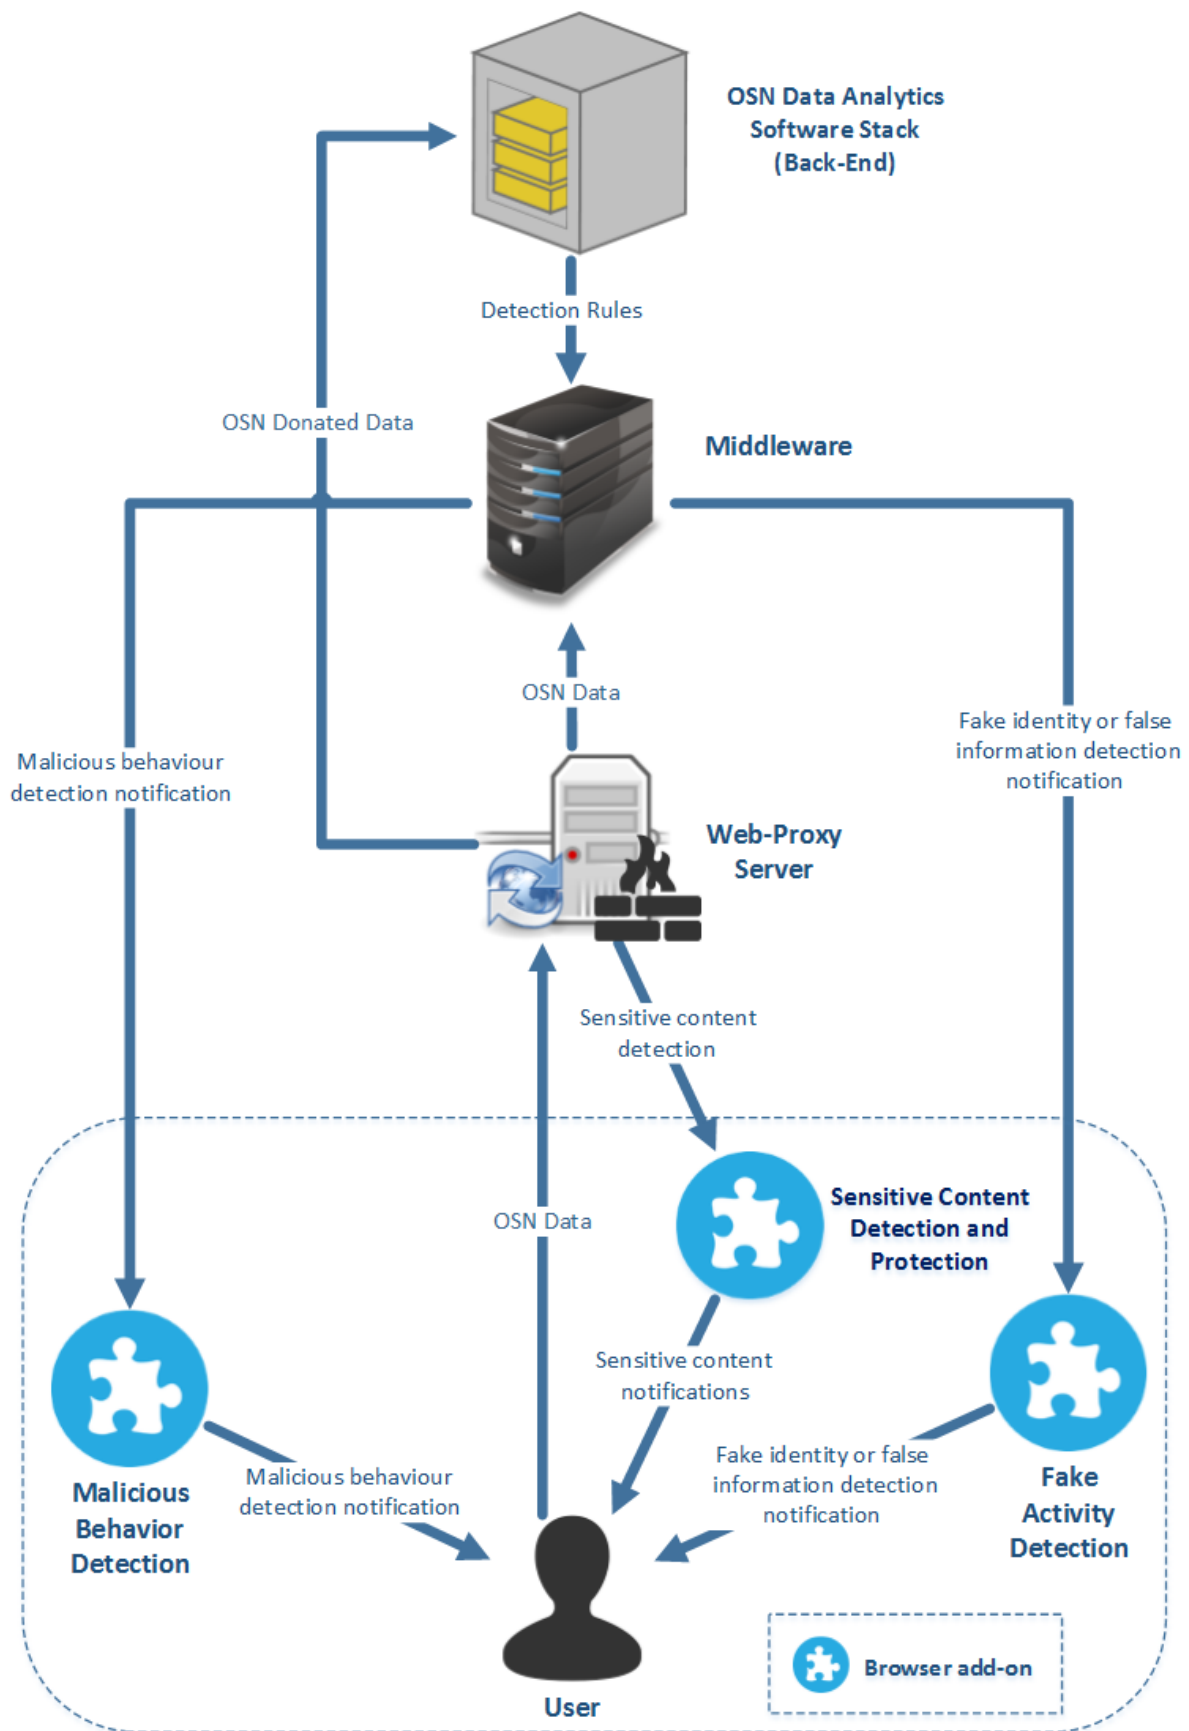 OSN Data Analytics
Software Stack
(Back-End)
Detection Rules
OSN Donated Data
Middleware
OSN Data
Fake identity or false
information detection
notification
Malicious behaviour
detection notification
Web-Proxy
Server
Sensitive content
detection
OSN Data
Sensitive Content
Detection and
Protection
Sensitive content
notifications
Fake identity or false
information detection
notification
Malicious behaviour
detection notification
Malicious
Behavior
Detection
Fake
Activity
Detection
Browser add-on
User